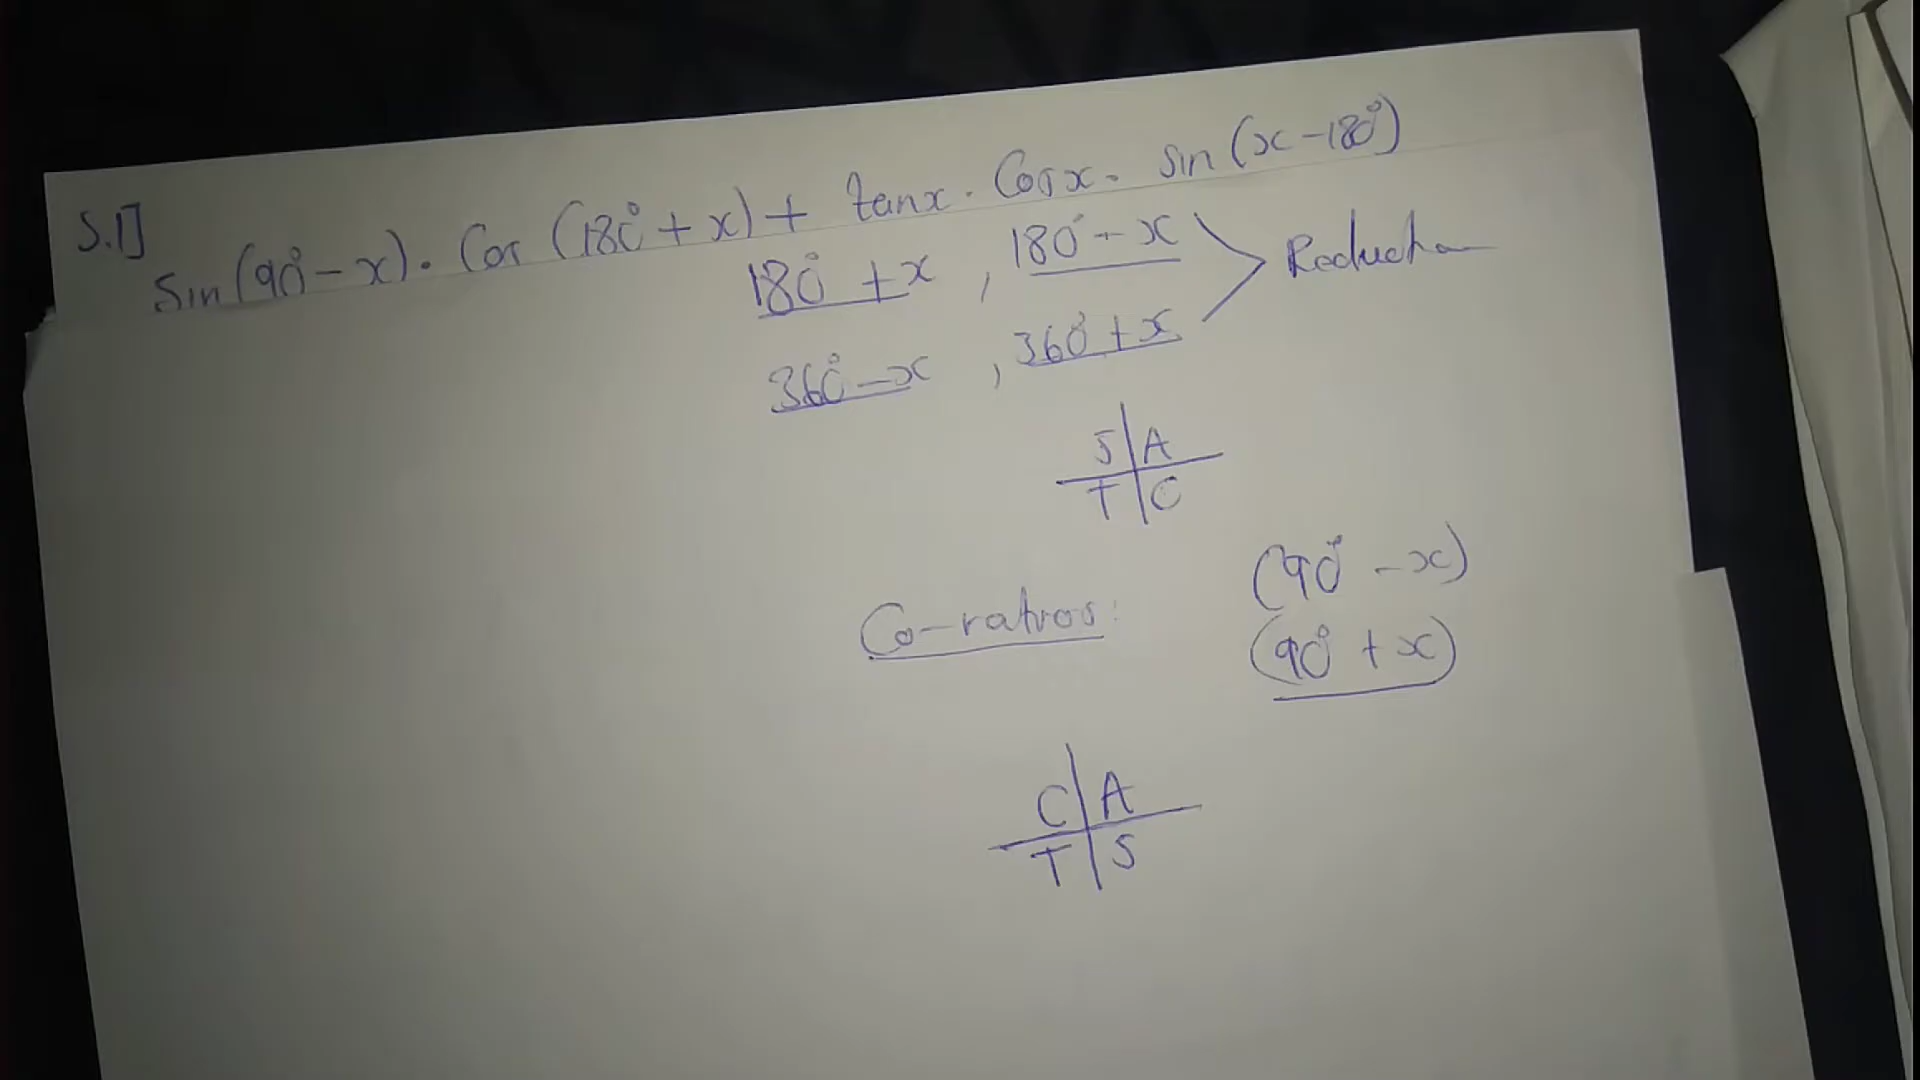 5.1]
sin (90° - x) . Cos (180° + x) + tan x . Cos x . sin (x - 180°)
180° + x , 180° - x
360° - x , 360° + x
Reduction
S A
T C
Co-ratios:
(90° - x)
(90° + x)
C A
T S